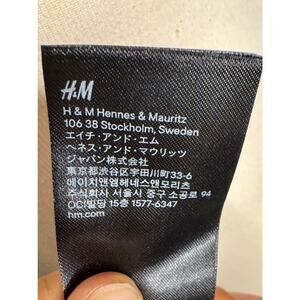 H&M
H & M Hennes & Mauritz
106 38 Stockholm, Sweden
エイチ・アンド・エム
ヘネス・アンド・マウリッツ
ジャパン株式会社
東京都渋谷区宇田川町33-6
에이치앤엠헤네스앤모리츠
주식회사 서울시 중구 소공로 94
OCI빌딩 15층 1577-6347
hm.com